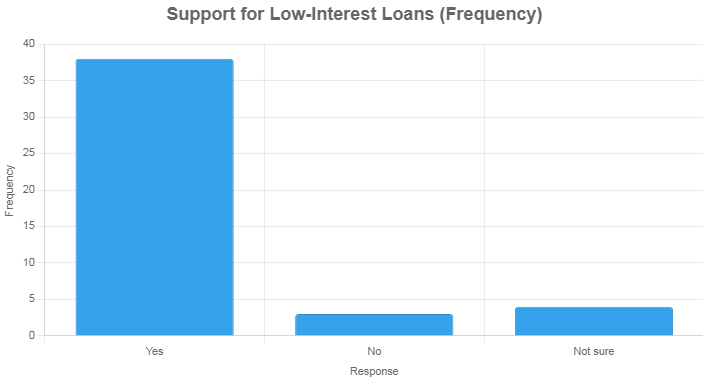 Support for Low-Interest Loans (Frequency)
40
35
30
25
20
15
10
5
0
Frequency
Yes
No
Not sure
Response